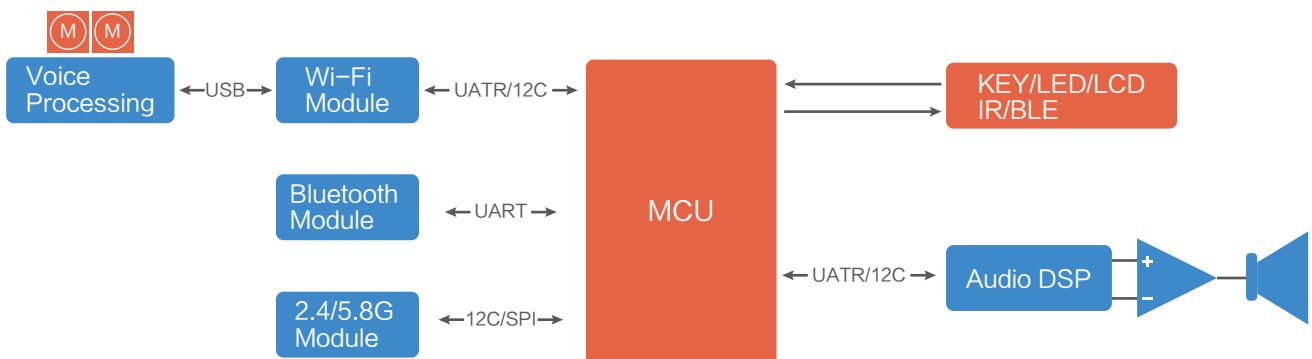 M M
Voice
Processing
USB
Wi-Fi
Module
UATR/12C
KEY/LED/LCD
IR/BLE
Bluetooth
Module
UART
MCU
UATR/12C
Audio DSP
+
-
2.4/5.8G
Module
12C/SPI